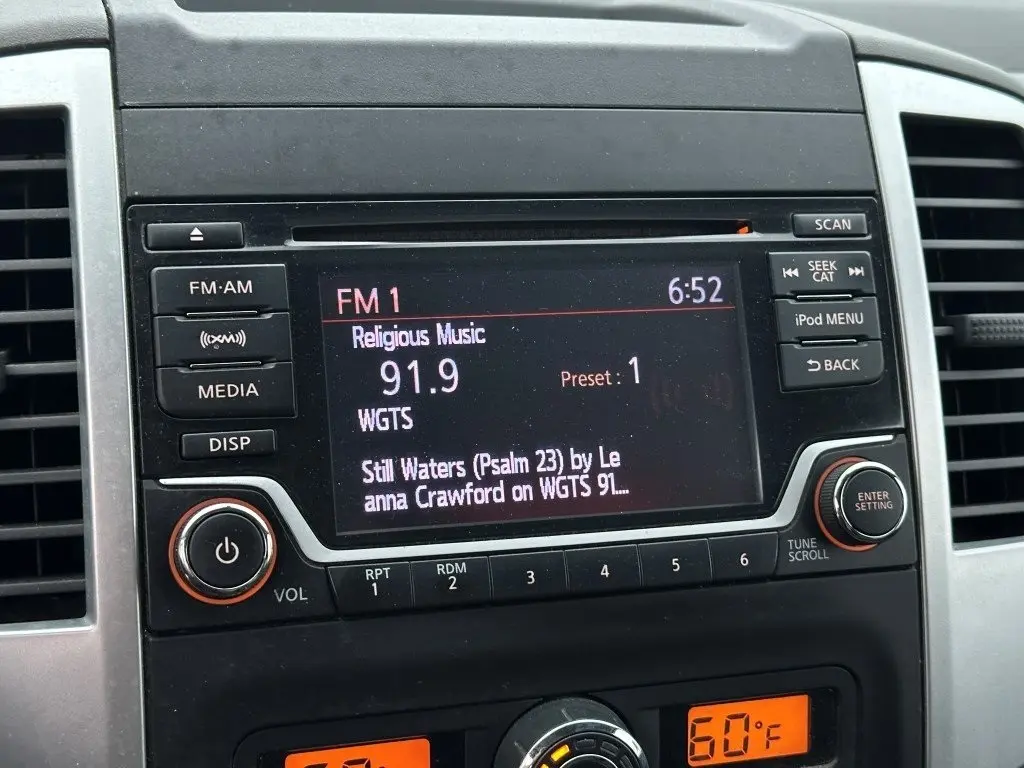 SCAN
FM·AM
SEEK
CAT
(((XM)))
iPod MENU
MEDIA
BACK
DISP
FM 1 6:52
Religious Music
91.9 Preset : 1
WGTS
Still Waters (Psalm 23) by Le
anna Crawford on WGTS 91....
ENTER
SETTING
TUNE
SCROLL
VOL
RPT
1
RDM
2
3
4
5
6
60°F